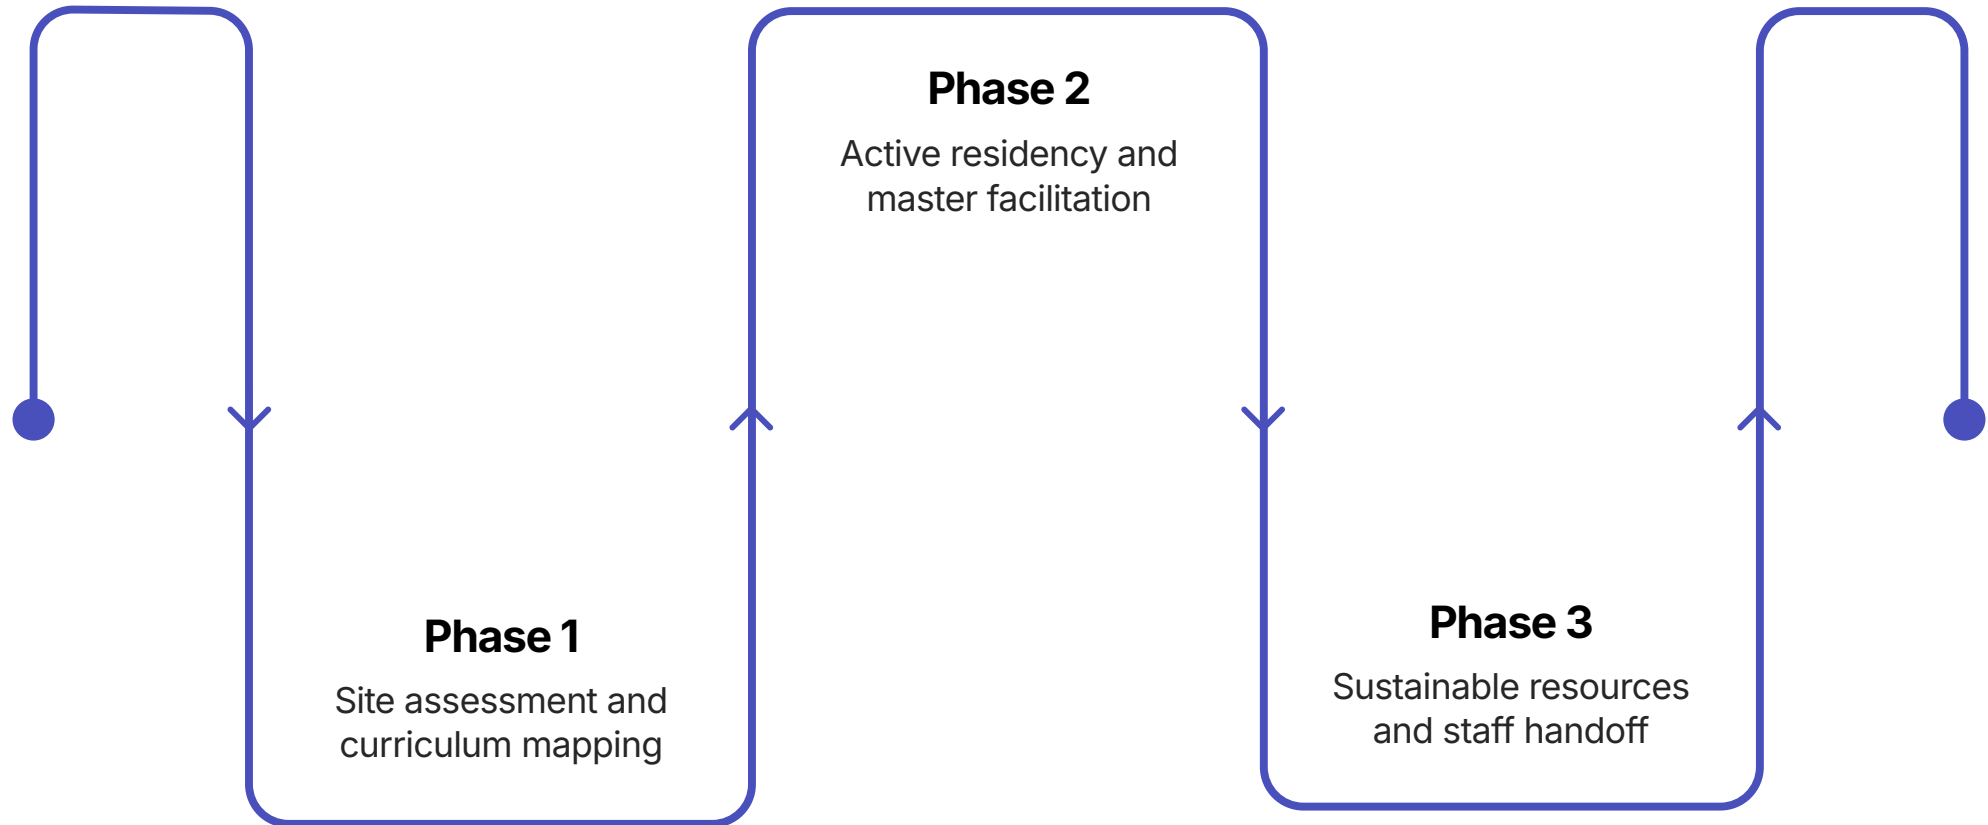 Phase 1
Site assessment and
curriculum mapping
Phase 2
Active residency and
master facilitation
Phase 3
Sustainable resources
and staff handoff